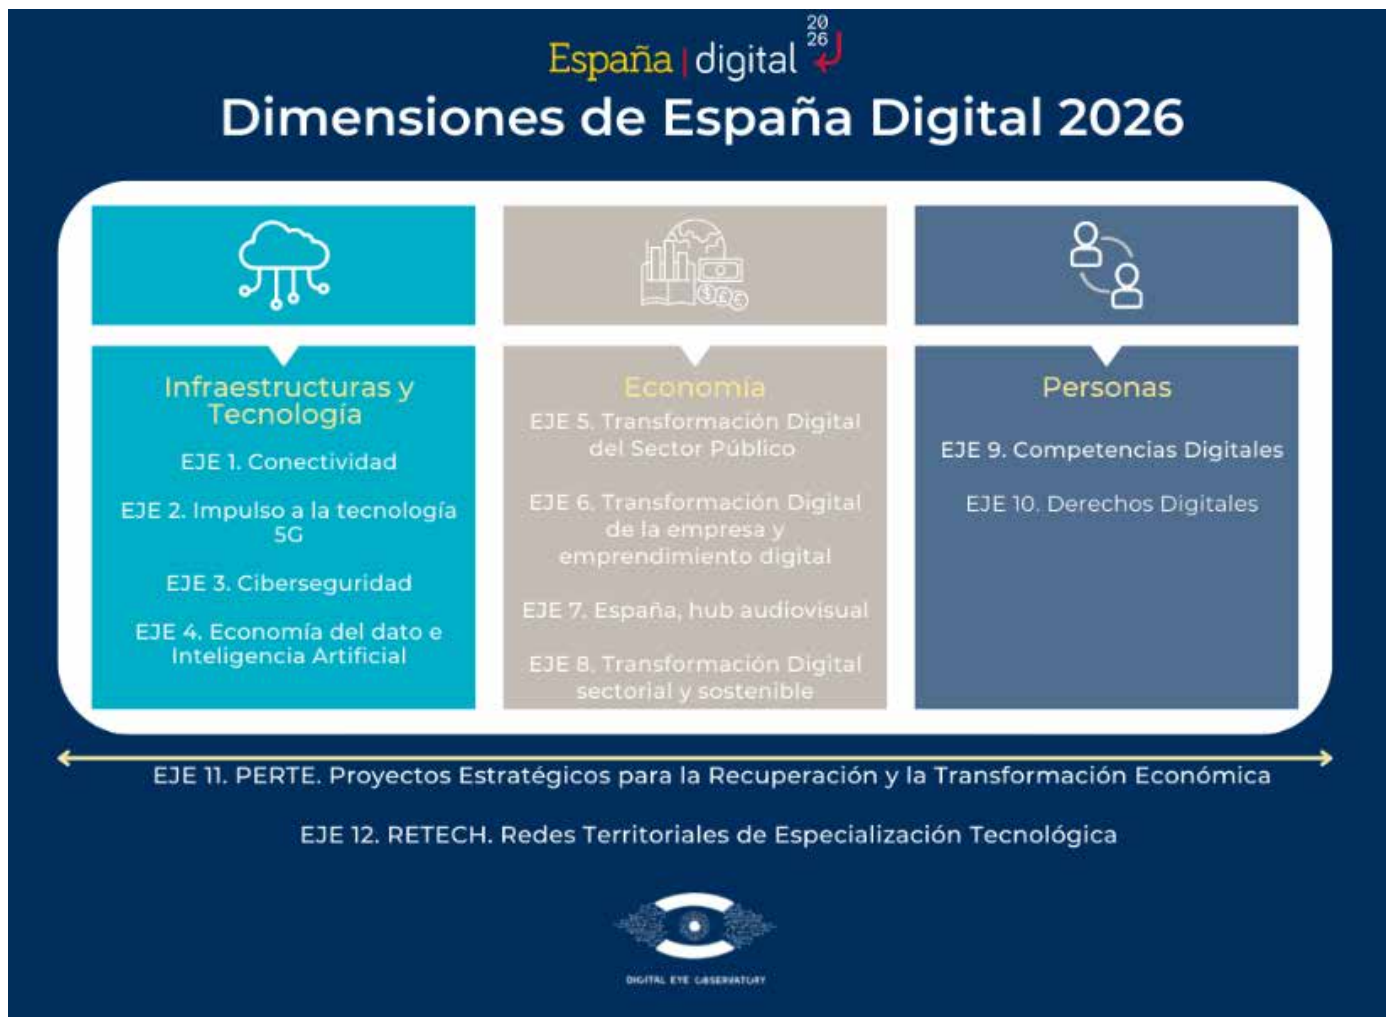 España | digital 20
26
Dimensiones de España Digital 2026
Infraestructuras y
Tecnología
EJE 1. Conectividad
EJE 2. Impulso a la tecnología
5G
EJE 3. Ciberseguridad
EJE 4. Economía del dato e
Inteligencia Artificial
Economía
EJE 5. Transformación Digital
del Sector Público
EJE 6. Transformación Digital
de la empresa y
emprendimiento digital
EJE 7. España, hub audiovisual
EJE 8. Transformación Digital
sectorial y sostenible
Personas
EJE 9. Competencias Digitales
EJE 10. Derechos Digitales
EJE 11. PERTE. Proyectos Estratégicos para la Recuperación y la Transformación Económica
EJE 12. RETECH. Redes Territoriales de Especialización Tecnológica
DIGITAL EYE OBSERVATORY